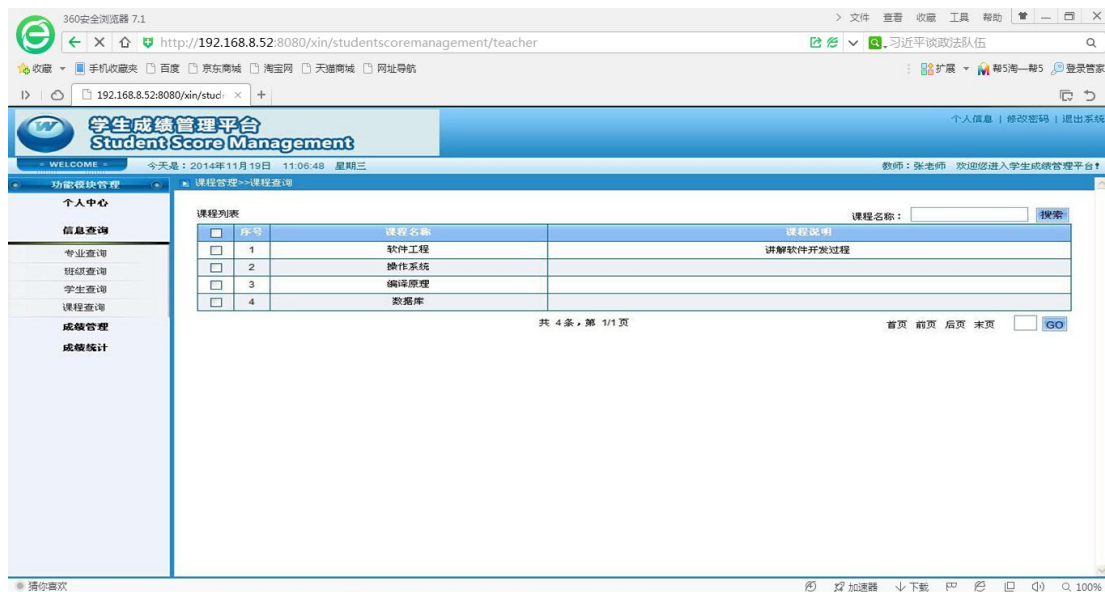 360安全浏览器 7.1 文件 查看 收藏 工具 帮助
http://192.168.8.52:8080/xin/studentscoremanagement/teacher 习近平谈政法队伍
收藏 手机收藏夹 百度 京东商城 淘宝网 天猫商城 网址导航 扩展 帮5淘—帮5 登录管家
192.168.8.52:8080/xin/stud
学生成绩管理平台
Student Score Management
个人信息 | 修改密码 | 退出系统
= WELCOME = 今天是:2014年11月19日 11:06:48 星期三 教师:张老师 欢迎您进入学生成绩管理平台!
功能模块管理 课程管理>>课程查询
个人中心
信息查询
专业查询
班级查询
学生查询
课程查询
成绩管理
成绩统计
课程列表 课程名称: 搜索
序号 课程名称 课程说明
1 软件工程 讲解软件开发过程
2 操作系统
3 编译原理
4 数据库
共 4条,第 1/1页 首页 前页 后页 末页 GO
猜你喜欢 加速器 下载 100%